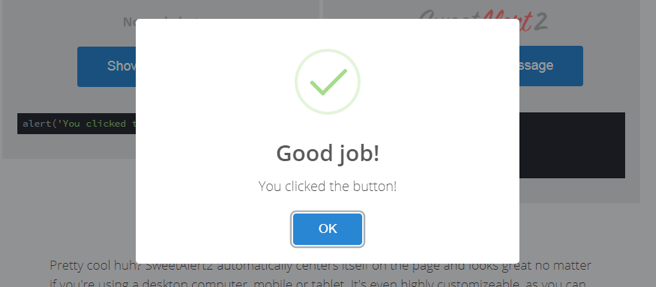 SweetAlert2
Show
ssage
alert('You clicked t
Good job!
You clicked the button!
OK
Pretty cool huh? SweetAlert2 automatically centers itself on the page and looks great no matter
if you're using a desktop computer, mobile or tablet. It's even highly customizeable, as you can